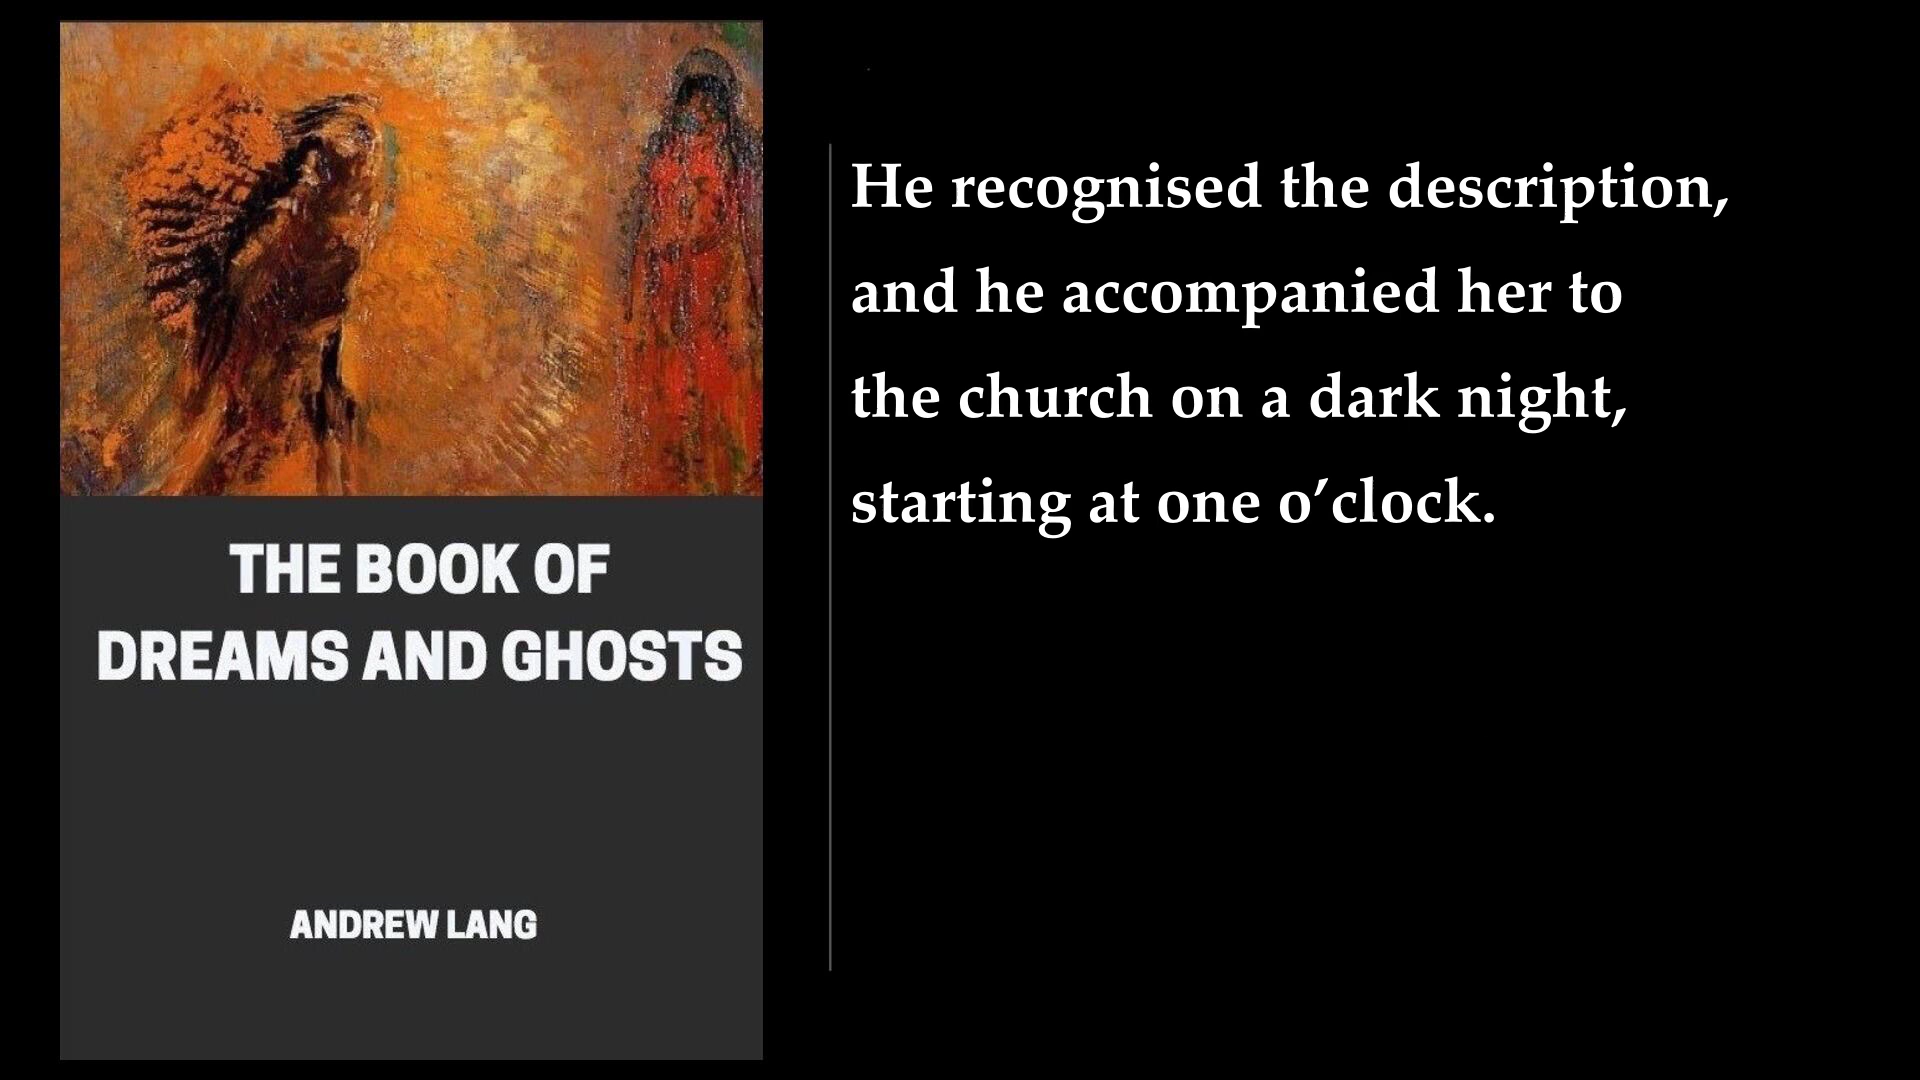 THE BOOK OF
DREAMS AND GHOSTS
ANDREW LANG
He recognised the description,
and he accompanied her to
the church on a dark night,
starting at one o’clock.